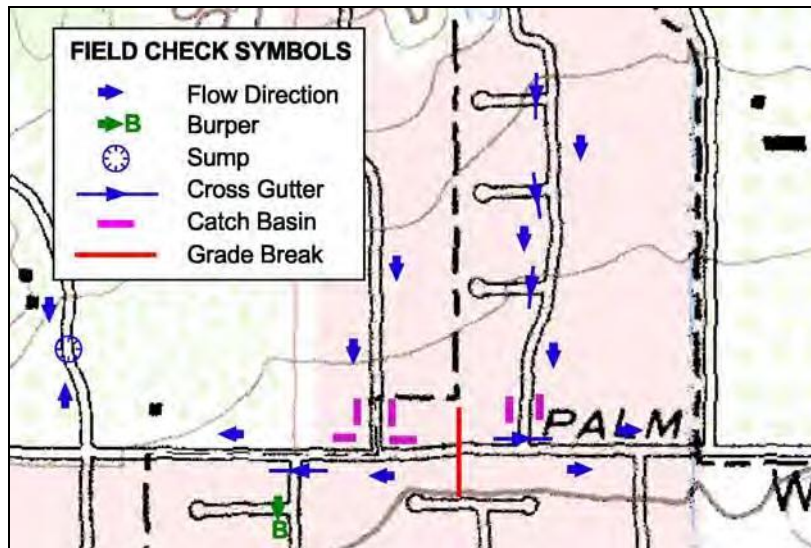 FIELD CHECK SYMBOLS
Flow Direction
B Burper
Sump
Cross Gutter
Catch Basin
Grade Break
PALM
W
B